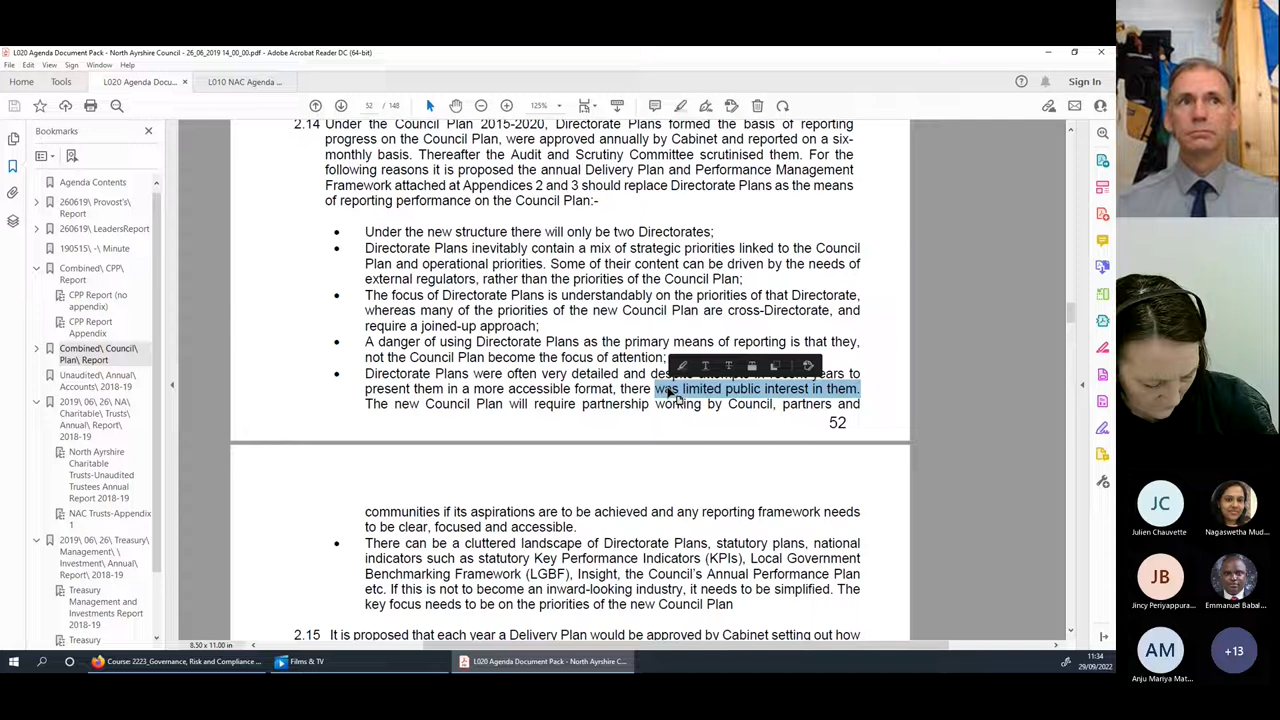 L020 Agenda Document Pack - North Ayrshire Council - 26_06_2019 14_00_00.pdf - Adobe Acrobat Reader DC (64-bit)
File Edit View Sign Window Help
Home Tools L020 Agenda Docu... × L010 NAC Agenda ... Sign In
52 / 148 125%
Bookmarks
Agenda Contents
260619\ Provost's\ Report
260619\ LeadersReport
190515\ -\ Minute
Combined\ CPP\ Report
CPP Report (no appendix)
CPP Report Appendix
Combined\ Council\ Plan\ Report
Unaudited\ Annual\ Accounts\ 2018-19
2019\ 06\ 26\ NA\ Charitable\ Trusts\ Annual\ Report\ 2018-19
North Ayrshire Charitable Trusts-Unaudited Trustees Annual Report 2018-19
NAC Trusts-Appendix 1
2019\ 06\ 26\ Treasury\ Management\ \ Investment\ Annual\ Report\ 2018-19
Treasury Management and Investments Report 2018-19
Treasury
2.14 Under the Council Plan 2015-2020, Directorate Plans formed the basis of reporting
progress on the Council Plan, were approved annually by Cabinet and reported on a six-
monthly basis. Thereafter the Audit and Scrutiny Committee scrutinised them. For the
following reasons it is proposed the annual Delivery Plan and Performance Management
Framework attached at Appendices 2 and 3 should replace Directorate Plans as the means
of reporting performance on the Council Plan:-
• Under the new structure there will only be two Directorates;
• Directorate Plans inevitably contain a mix of strategic priorities linked to the Council
Plan and operational priorities. Some of their content can be driven by the needs of
external regulators, rather than the priorities of the Council Plan;
• The focus of Directorate Plans is understandably on the priorities of that Directorate,
whereas many of the priorities of the new Council Plan are cross-Directorate, and
require a joined-up approach;
• A danger of using Directorate Plans as the primary means of reporting is that they,
not the Council Plan become the focus of attention;
• Directorate Plans were often very detailed and despite attempts in recent years to
present them in a more accessible format, there was limited public interest in them.
The new Council Plan will require partnership working by Council, partners and
52
communities if its aspirations are to be achieved and any reporting framework needs
to be clear, focused and accessible.
• There can be a cluttered landscape of Directorate Plans, statutory plans, national
indicators such as statutory Key Performance Indicators (KPIs), Local Government
Benchmarking Framework (LGBF), Insight, the Council's Annual Performance Plan
etc. If this is not to become an inward-looking industry, it needs to be simplified. The
key focus needs to be on the priorities of the new Council Plan
2.15 It is proposed that each year a Delivery Plan would be approved by Cabinet setting out how
8.50 x 11.00 in
Course: 2223_Governance, Risk and Compliance ... Films & TV L020 Agenda Document Pack - North Ayrshire C...
11:34
29/09/2022
JC
Julien Chauvette Nagaswetha Mud...
JB
Jincy Periyappura... Emmanuel Babal...
AM +13
Anju Mariya Mat...